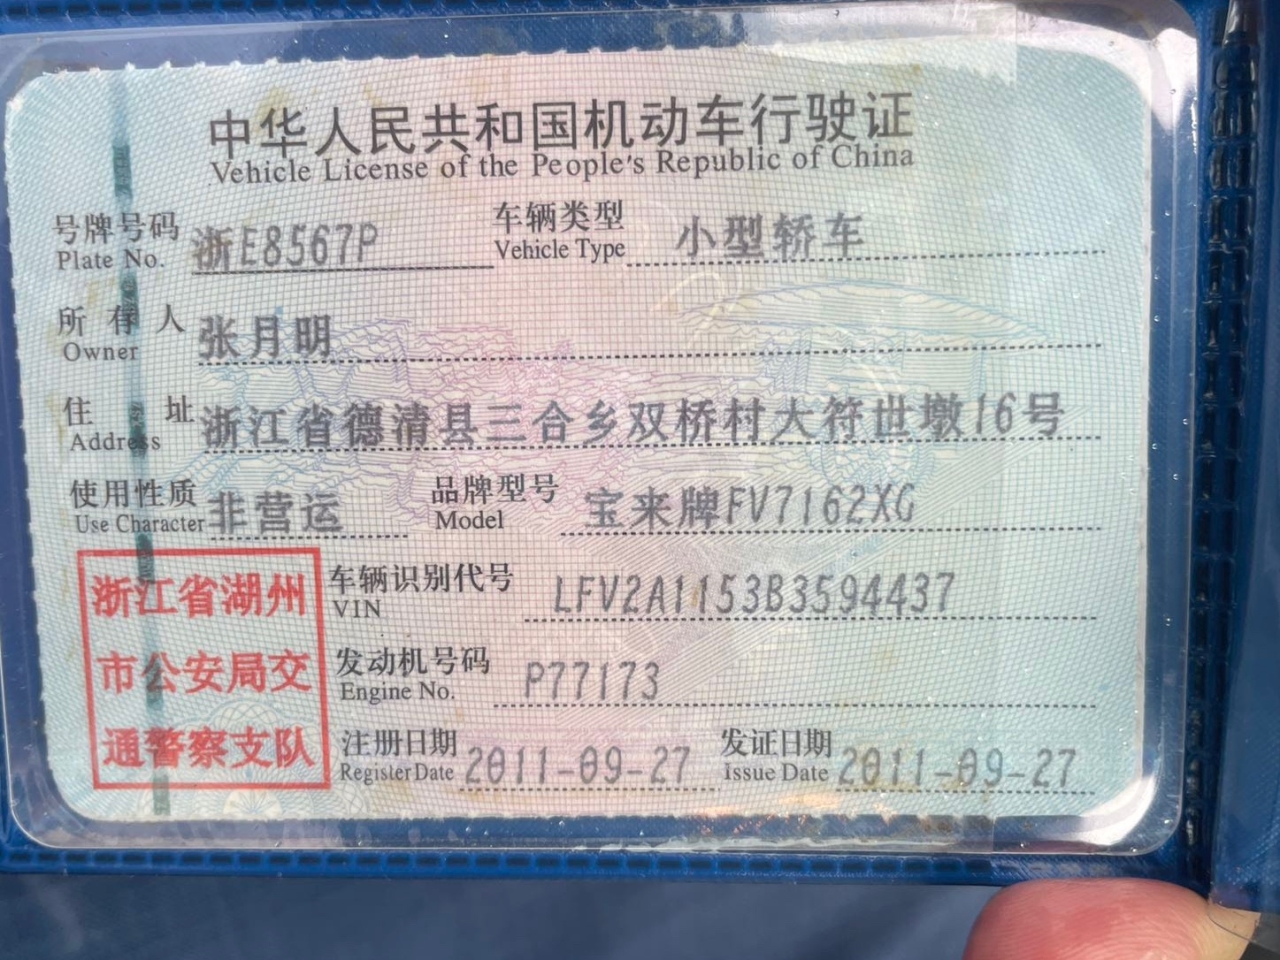 中华人民共和国机动车行驶证
Vehicle License of the People's Republic of China
号牌号码 浙E8567P 车辆类型 小型轿车
Plate No. Vehicle Type
所有人 张月明
Owner
住址 浙江省德清县三合乡双桥村大符世墩16号
Address
使用性质 非营运 品牌型号 宝来牌FV7162XG
Use Character Model
浙江省湖州
市公安局交
通警察支队
车辆识别代号 LFV2A1153B3594437
VIN
发动机号码 P77173
Engine No.
注册日期 2011-09-27 发证日期 2011-09-27
Register Date Issue Date